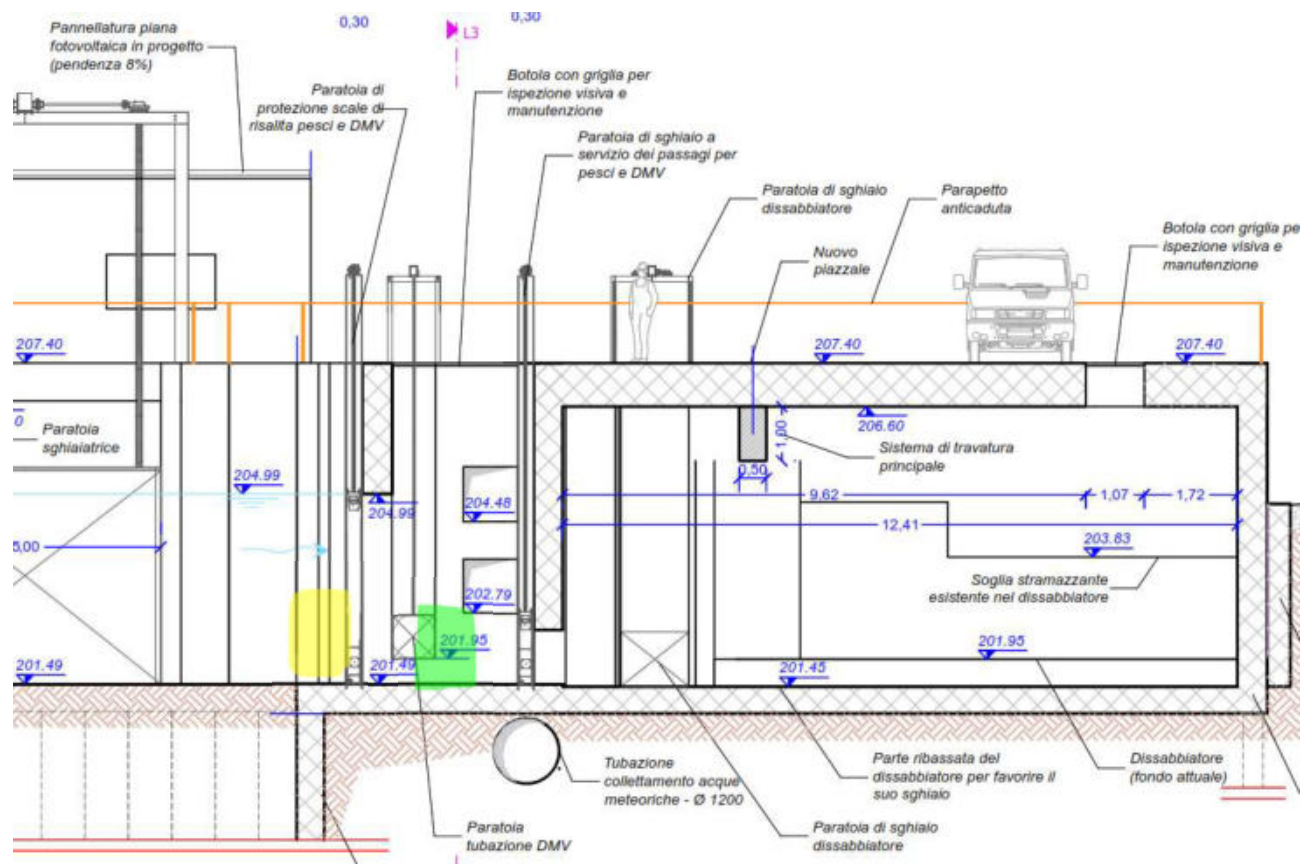 0,30
0,30
L3
Pannellatura piana
fotovoltaica in progetto
(pendenza 8%)
Paratoia di
protezione scale di
risalita pesci e DMV
Botola con griglia per
ispezione visiva e
manutenzione
Paratoia di sghiaio a
servizio dei passagi per
pesci e DMV
Paratoia di sghiaio
dissabbiatore
Parapetto
anticaduta
Nuovo
piazzale
Botola con griglia pe
ispezione visiva e
manutenzione
207.40
207.40
207.40
0
Paratoia
sghiaiatrice
204.99
204.99
204.48
1,00
0,50
206.60
Sistema di travatura
principale
9,62
1,07
1,72
12,41
5,00
203.83
Soglia stramazzante
esistente nel dissabbiatore
202.79
201.95
201.95
201.49
201.49
201.45
Tubazione
collettamento acque
meteoriche - Ø 1200
Parte ribassata del
dissabbiatore per favorire il
suo sghiaio
Dissabbiatore
(fondo attuale)
Paratoia
tubazione DMV
Paratoia di sghiaio
dissabbiatore